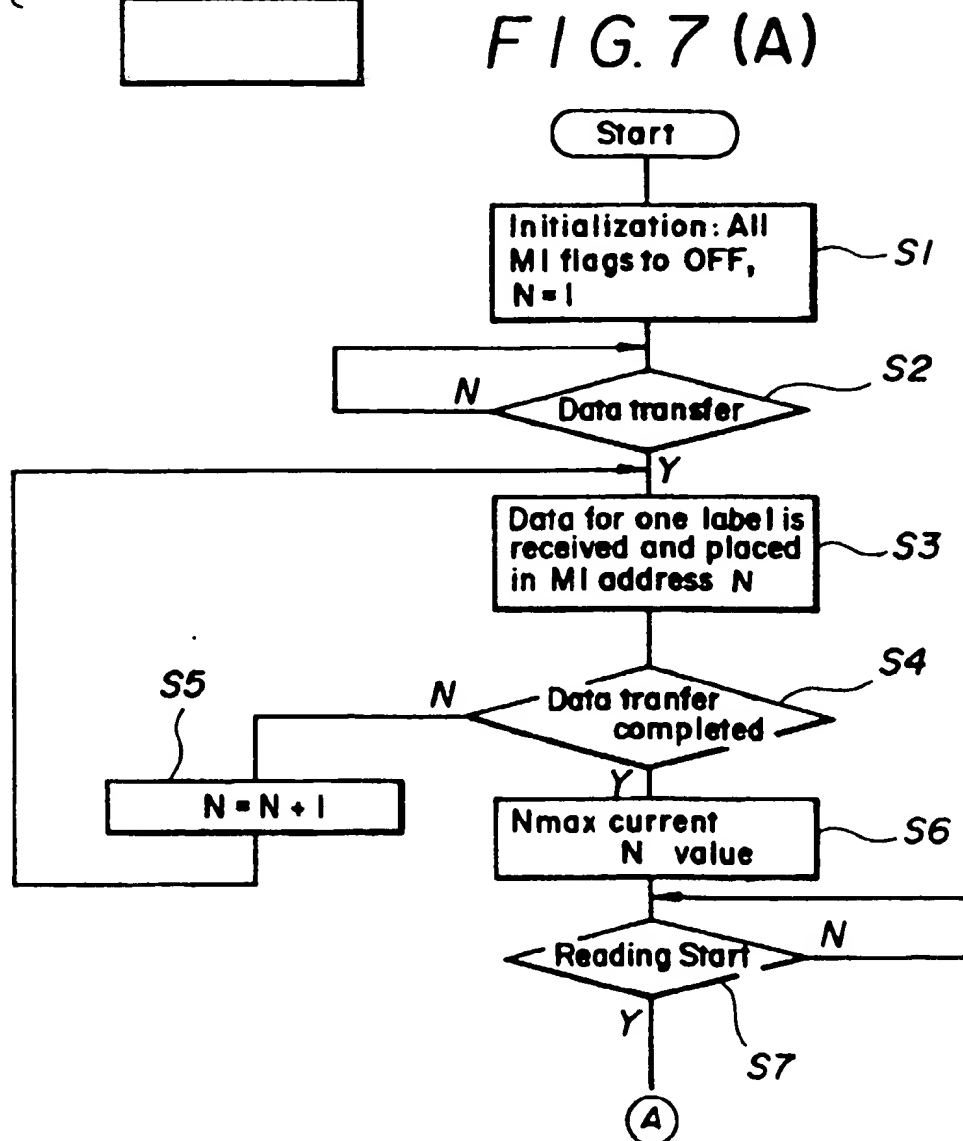 FIG. 7 (A)
Start
Initialization: All
MI flags to OFF,
N = 1
S1
S2
N
Data transfer
Y
Data for one label is
received and placed
in MI address N
S3
S4
S5
N
Data tranfer
completed
Y
N = N + 1
Nmax current
N value
S6
Reading Start
N
Y
S7
A